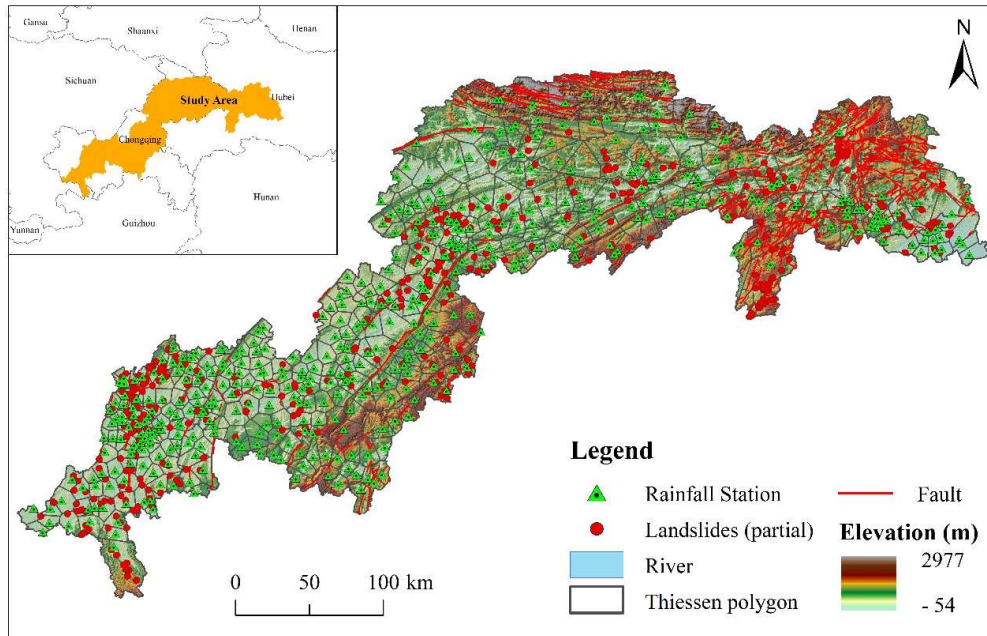 Gansu
Shaanxi
Henan
Sichuan
Study Area
Hubei
Chongqing
Hunan
Guizhou
Yunnan
N
Legend
Rainfall Station
Fault
Landslides (partial)
Elevation (m)
River
2977
Thiessen polygon
- 54
0 50 100 km